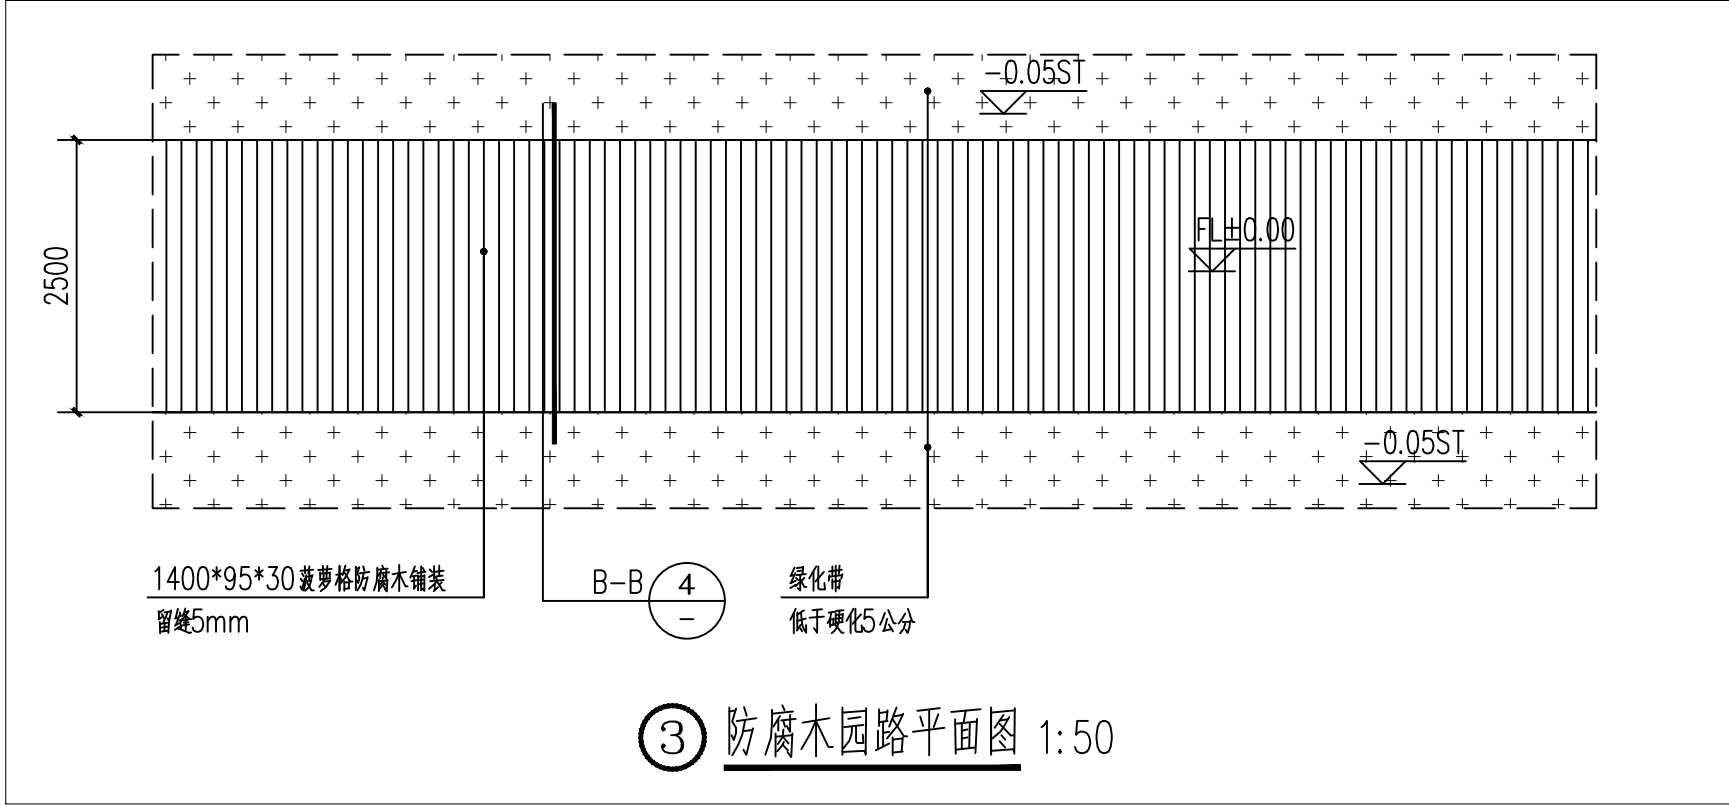 -0.05ST
2500
FL±0.00
-0.05ST
1400*95*30菠萝格防腐木铺装
留缝5mm
B-B
4
-
绿化带
低于硬化5公分
3 防腐木园路平面图 1:50